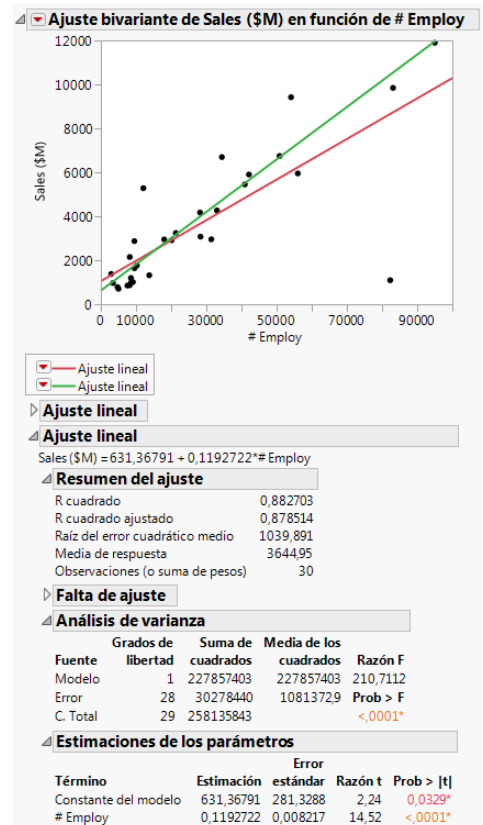 Ajuste bivariante de Sales ($M) en función de # Employ
12000
10000
8000
6000
4000
2000
0
Sales ($M)
0 10000 30000 50000 70000 90000
# Employ
Ajuste lineal
Ajuste lineal
Ajuste lineal
Ajuste lineal
Sales ($M) = 631,36791 + 0,1192722*# Employ
Resumen del ajuste
R cuadrado 0,882703
R cuadrado ajustado 0,878514
Raíz del error cuadrático medio 1039,891
Media de respuesta 3644,95
Observaciones (o suma de pesos) 30
Falta de ajuste
Análisis de varianza
Grados de Suma de Media de los
Fuente libertad cuadrados cuadrados Razón F
Modelo 1 227857403 227857403 210,7112
Error 28 30278440 1081372,9 Prob > F
C. Total 29 258135843 <,0001*
Estimaciones de los parámetros
Error
Término Estimación estándar Razón t Prob > |t|
Constante del modelo 631,36791 281,3288 2,24 0,0329*
# Employ 0,1192722 0,008217 14,52 <,0001*